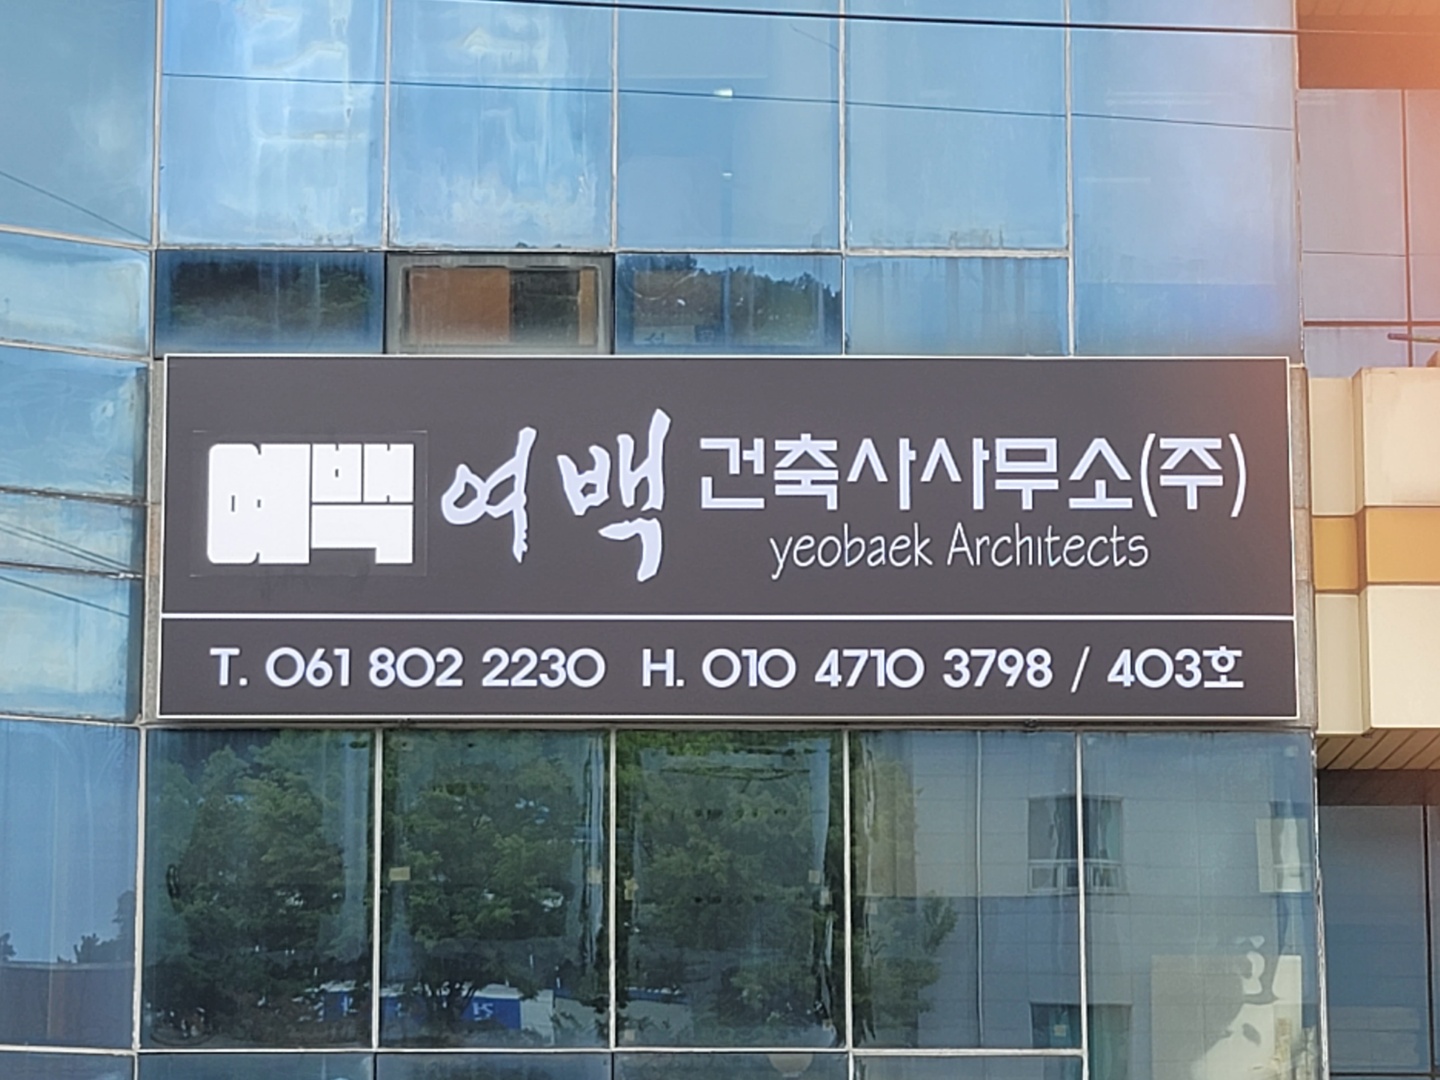 여백 여백 건축사사무소(주)
yeobaek Architects
T. 061 802 2230 H. 010 4710 3798 / 403호